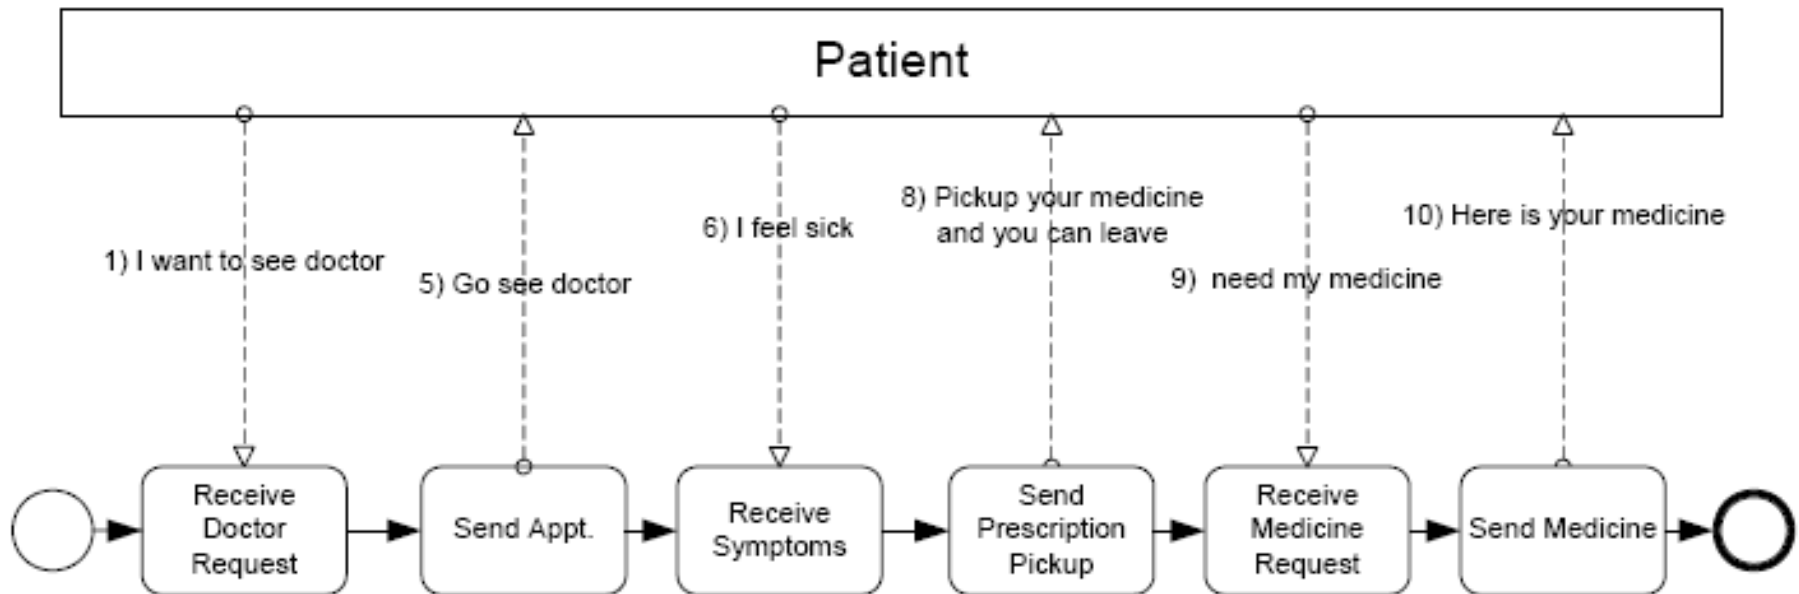 Patient
1) I want to see doctor
5) Go see doctor
6) I feel sick
8) Pickup your medicine
and you can leave
9)  need my medicine
10) Here is your medicine
Receive
Doctor
Request
Send Appt.
Receive
Symptoms
Send
Prescription
Pickup
Receive
Medicine
Request
Send Medicine